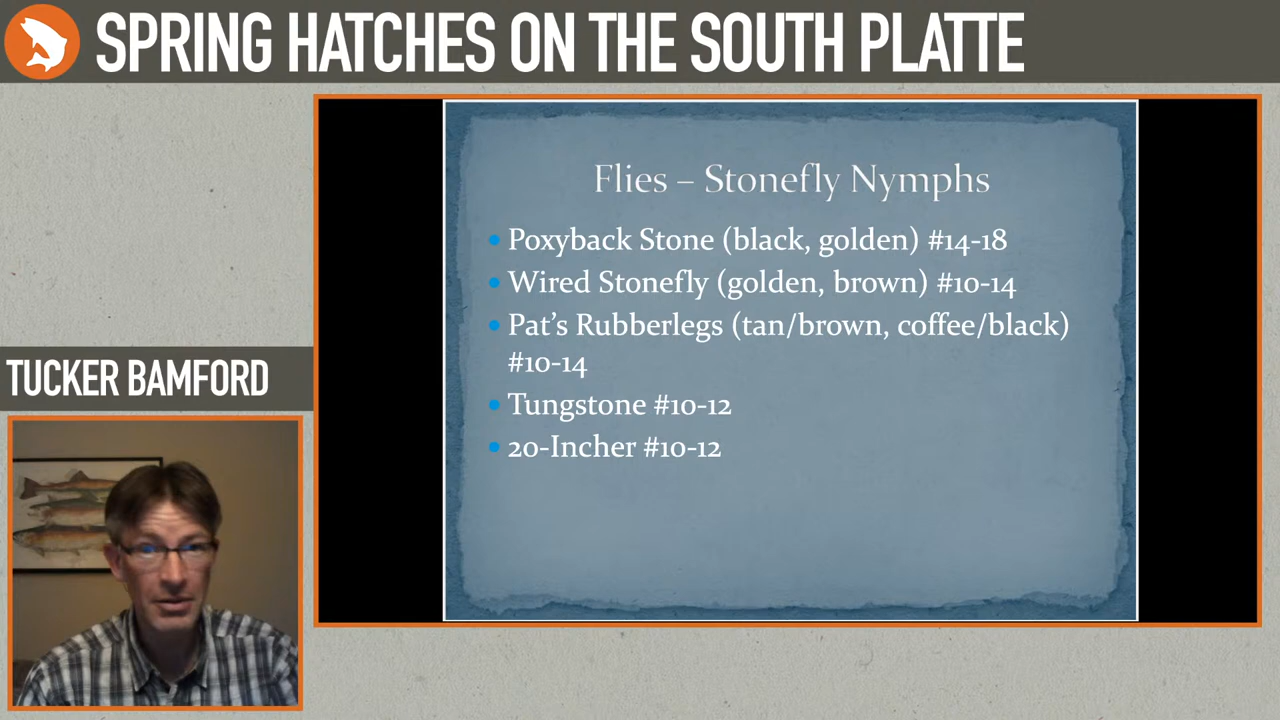 SPRING HATCHES ON THE SOUTH PLATTE
Flies – Stonefly Nymphs
• Poxyback Stone (black, golden) #14-18
• Wired Stonefly (golden, brown) #10-14
• Pat’s Rubberlegs (tan/brown, coffee/black)
#10-14
• Tungstone #10-12
• 20-Incher #10-12
TUCKER BAMFORD